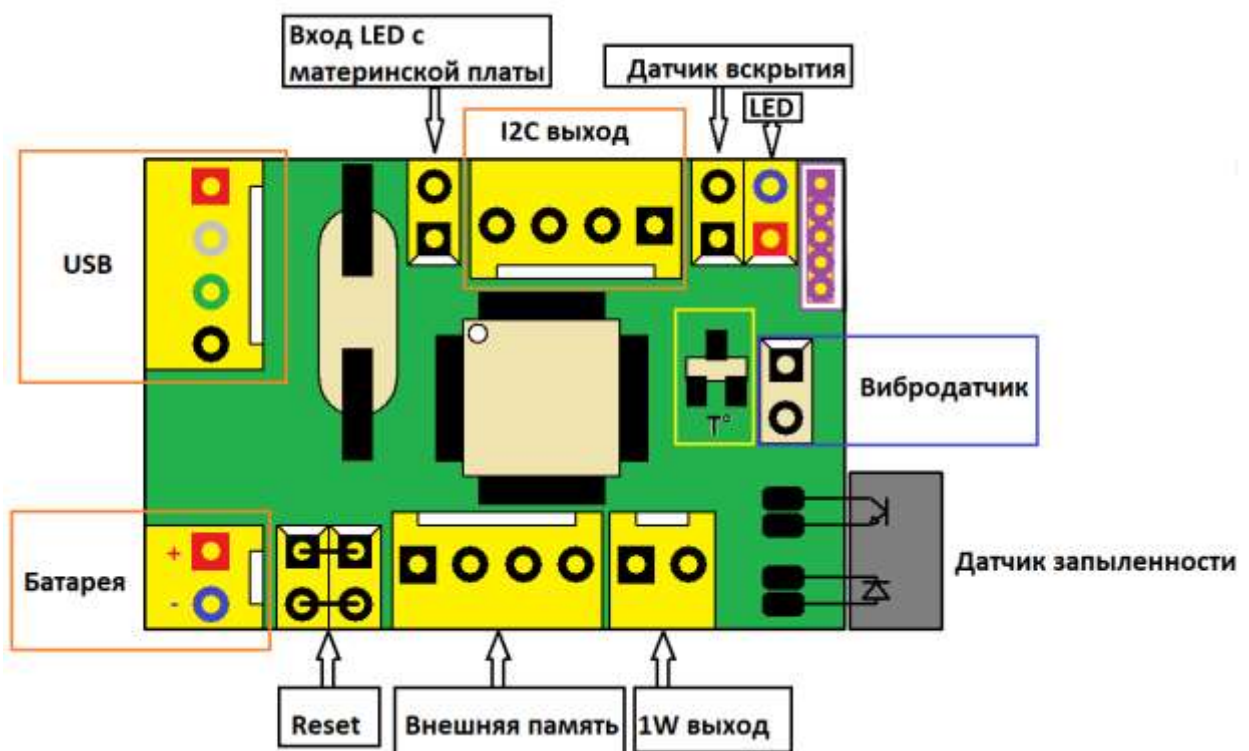 Вход LED с
материнской платы
Датчик вскрытия
LED
I2C выход
USB
T°
Вибродатчик
+
Батарея
-
Датчик запыленности
Reset
Внешняя память
1W выход